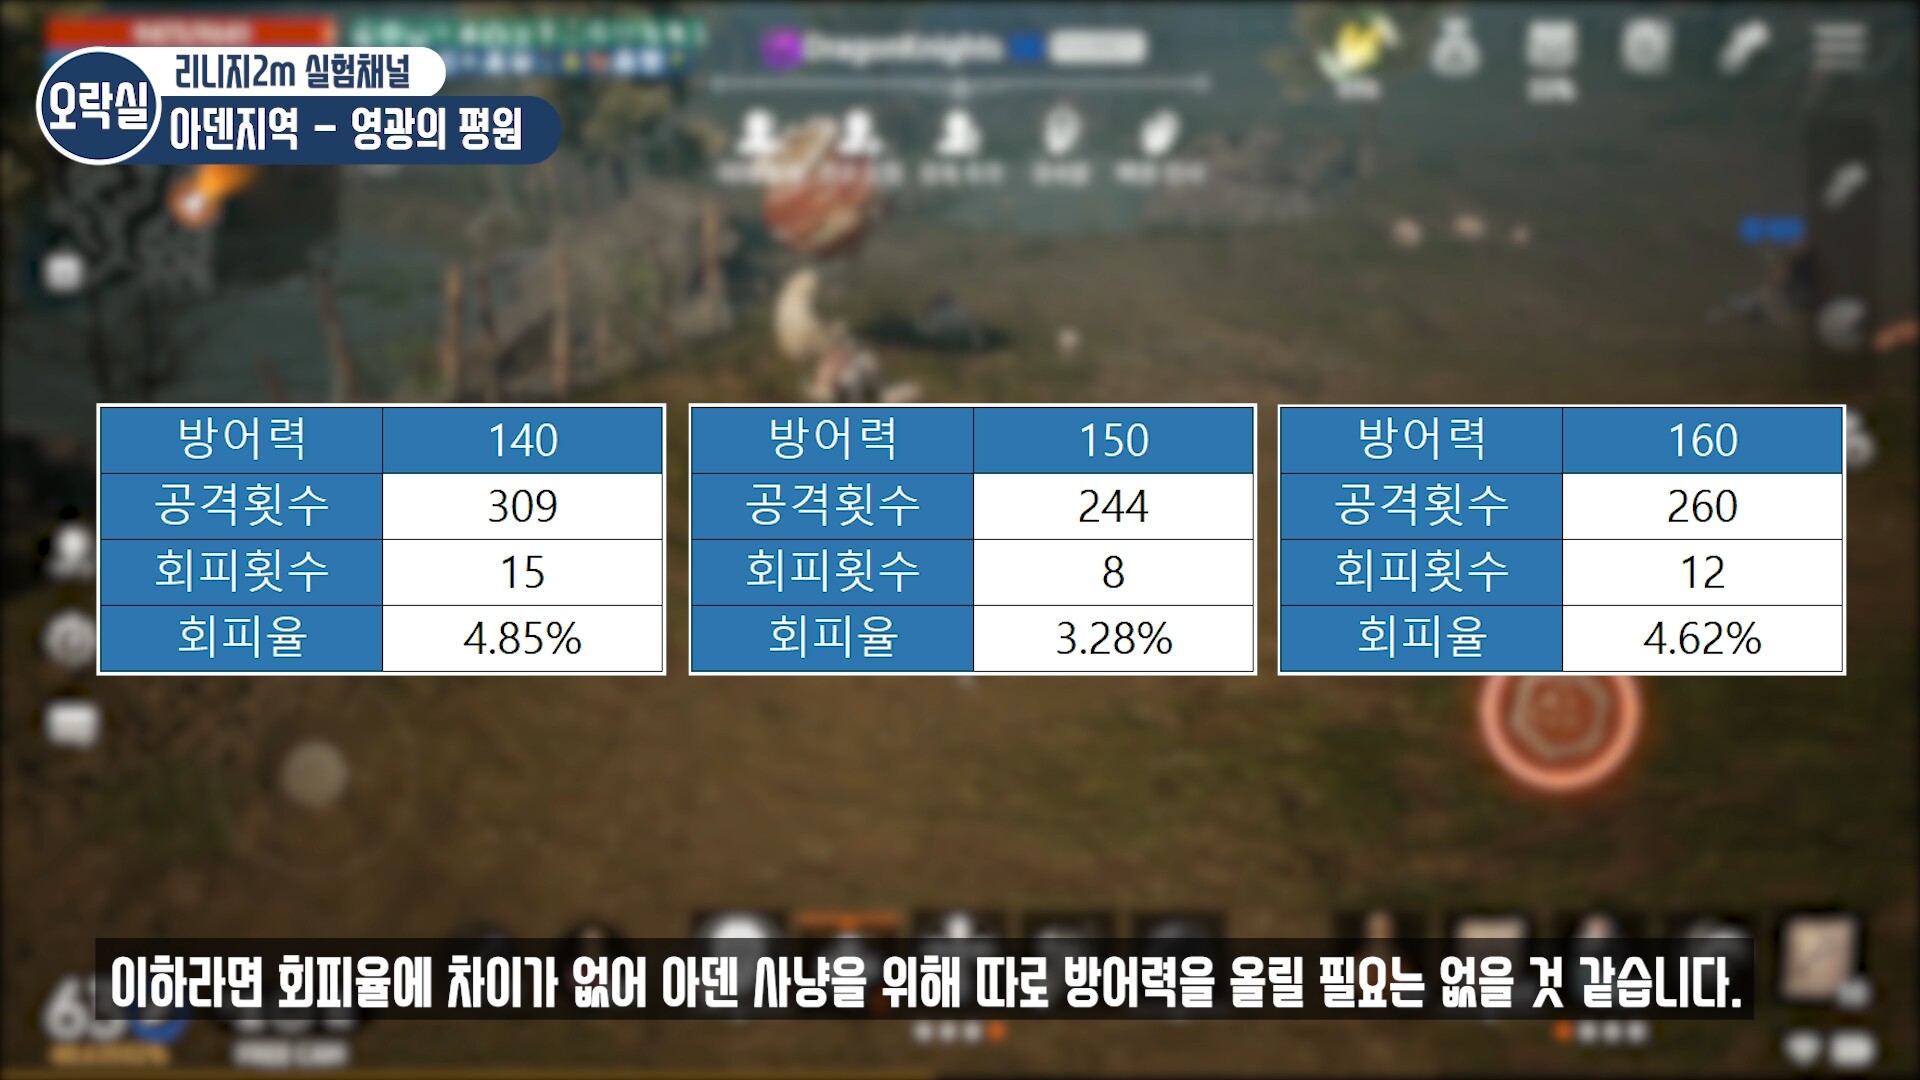 오락실
리니지2m 실험채널
아덴지역 - 영광의 평원
방어력 140
공격횟수 309
회피횟수 15
회피율 4.85%
방어력 150
공격횟수 244
회피횟수 8
회피율 3.28%
방어력 160
공격횟수 260
회피횟수 12
회피율 4.62%
이하라면 회피율에 차이가 없어 아덴 사냥을 위해 따로 방어력을 올릴 필요는 없을 것 같습니다.